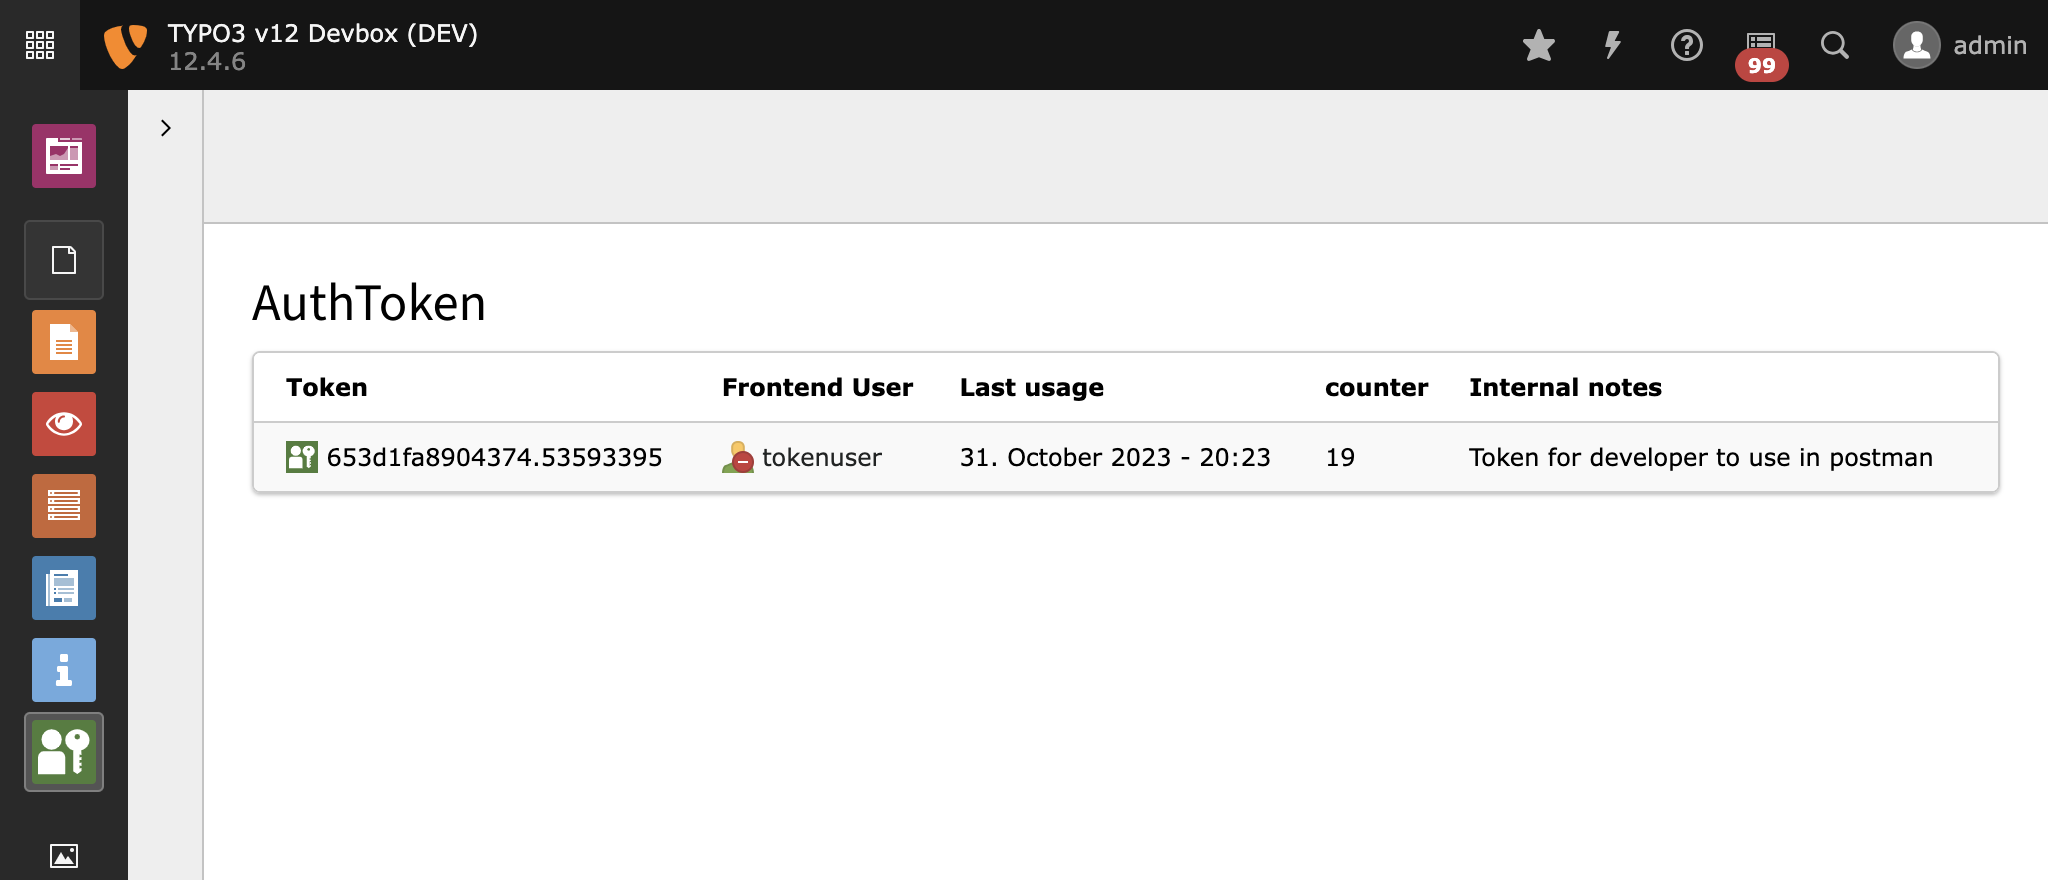 TYPO3 v12 Devbox (DEV)
12.4.6
99
admin
AuthToken
Token Frontend User Last usage counter Internal notes
653d1fa8904374.53593395 tokenuser 31. October 2023 - 20:23 19 Token for developer to use in postman